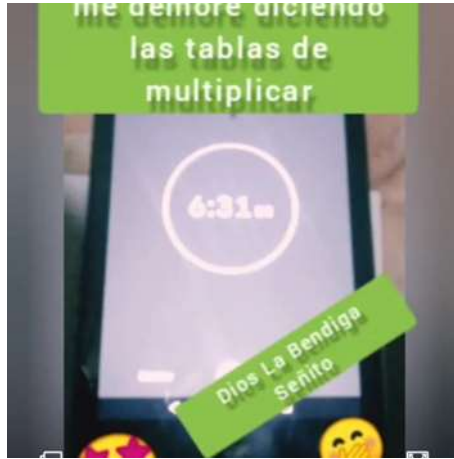 me demore diciendo
las tablas de
multiplicar
6:31
Dios La Bendiga
Señito